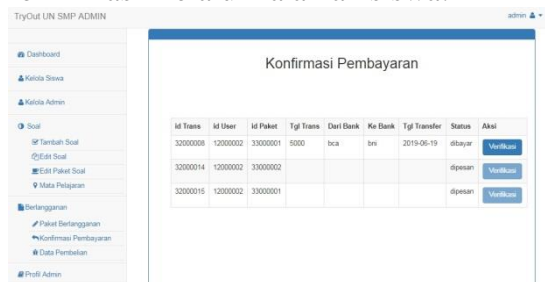 TryOut UN SMP ADMIN
admin
Dashboard
Kelola Siswa
Kelola Admin
Soal
Tambah Soal
Edit Soal
Edit Paket Soal
Mata Pelajaran
Berlangganan
Paket Berlangganan
Konfirmasi Pembayaran
Data Pembelian
Profil Admin
Konfirmasi Pembayaran
Id Trans Id User Id Paket Tgl Trans Dari Bank Ke Bank Tgl Transfer Status Aksi
32000008 12000002 33000001 5000 bca bni 2019-06-19 dibayar Verifikasi
32000014 12000002 33000002 dipesan Verifikasi
32000015 12000002 33000001 dipesan Verifikasi